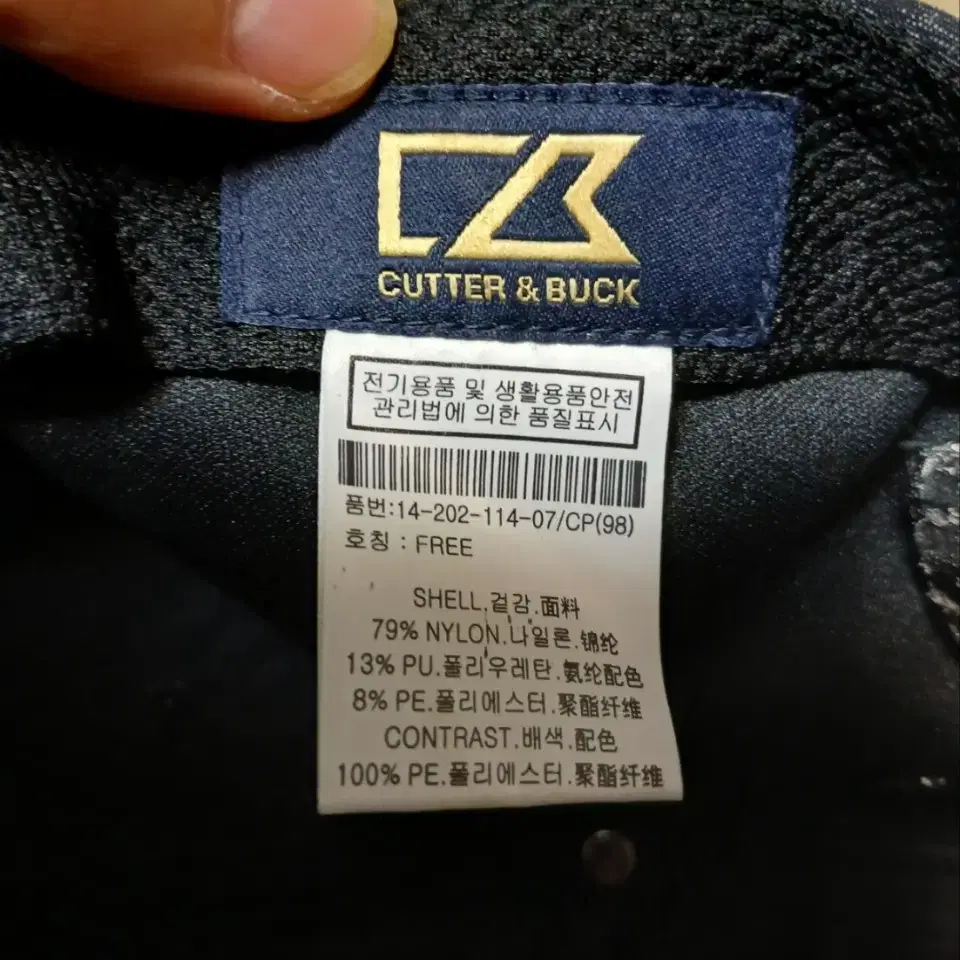 CUTTER & BUCK
전기용품 및 생활용품안전
관리법에 의한 품질표시
품번:14-202-114-07/CP(98)
호칭 : FREE
SHELL.겉감.面料
79% NYLON.나일론.锦纶
13% PU.폴리우레탄.氨纶配色
8% PE.폴리에스터.聚酯纤维
CONTRAST.배색.配色
100% PE.폴리에스터.聚酯纤维